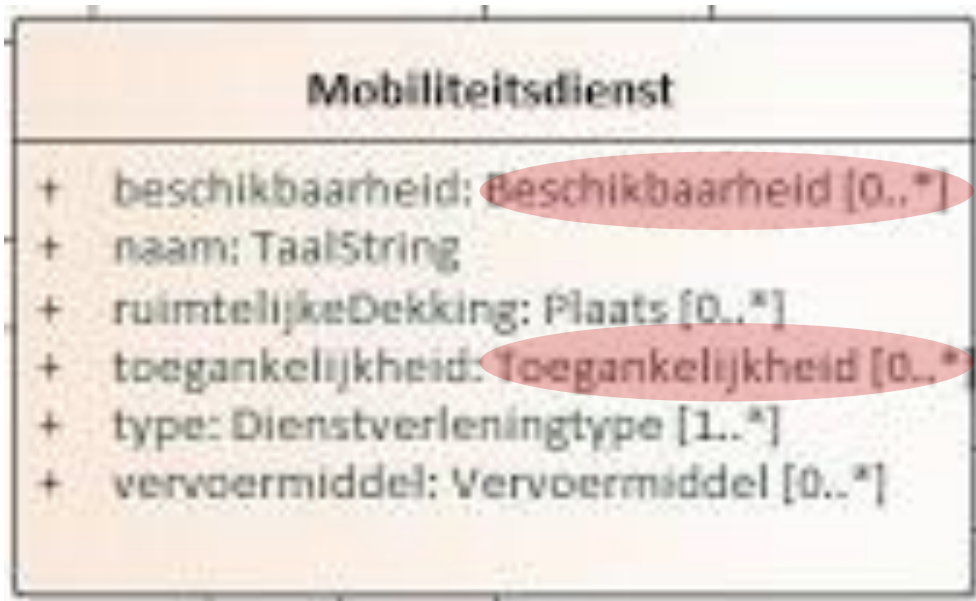 Mobiliteitsdienst
+ beschikbaarheid: Beschikbaarheid [0..*]
+ naam: TaalString
+ ruimtelijkeDekking: Plaats [0..*]
+ toegankelijkheid: Toegankelijkheid [0..*]
+ type: Dienstverleningtype [1..*]
+ vervoermiddel: Vervoermiddel [0..*]